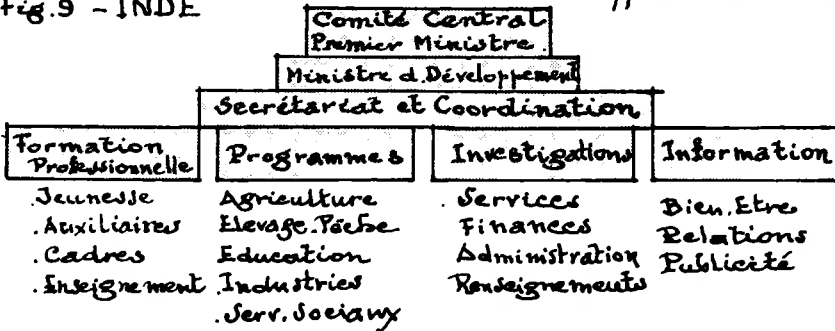 Fig.9 - INDE
Comité Central
Premier Ministre.
Ministre d.Développement
Secrétariat et Coordination
Formation
Professionnelle
.Jeunesse
.Auxiliaires
.Cadres
.Enseignement
Programmes
Agriculture
Elevage.Pêche
Education
.Industries
.Serv.Sociaux
Investigations
.Services
Finances
Administration
Renseignements
Information
Bien.Etre
Relations
Publicité